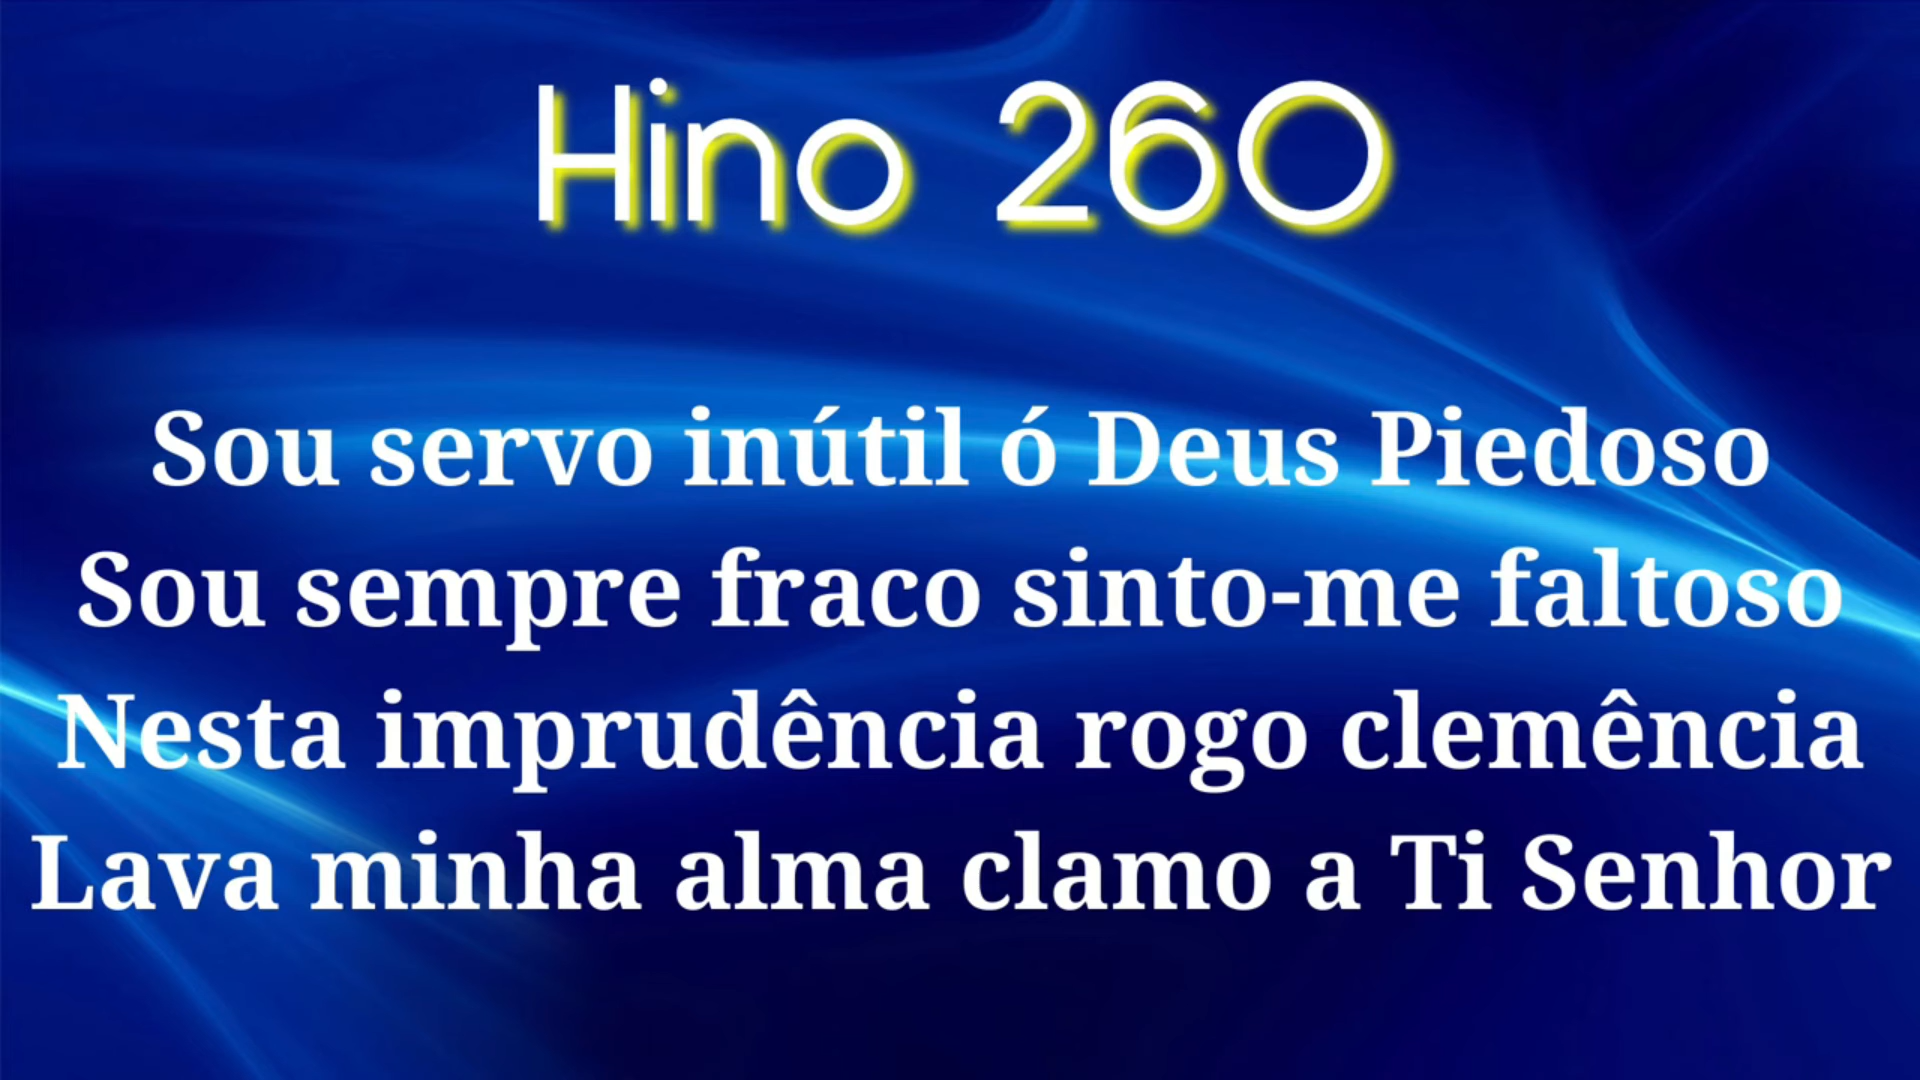 Hino 260
Sou servo inútil ó Deus Piedoso
Sou sempre fraco sinto-me faltoso
Nesta imprudência rogo clemência
Lava minha alma clamo a Ti Senhor